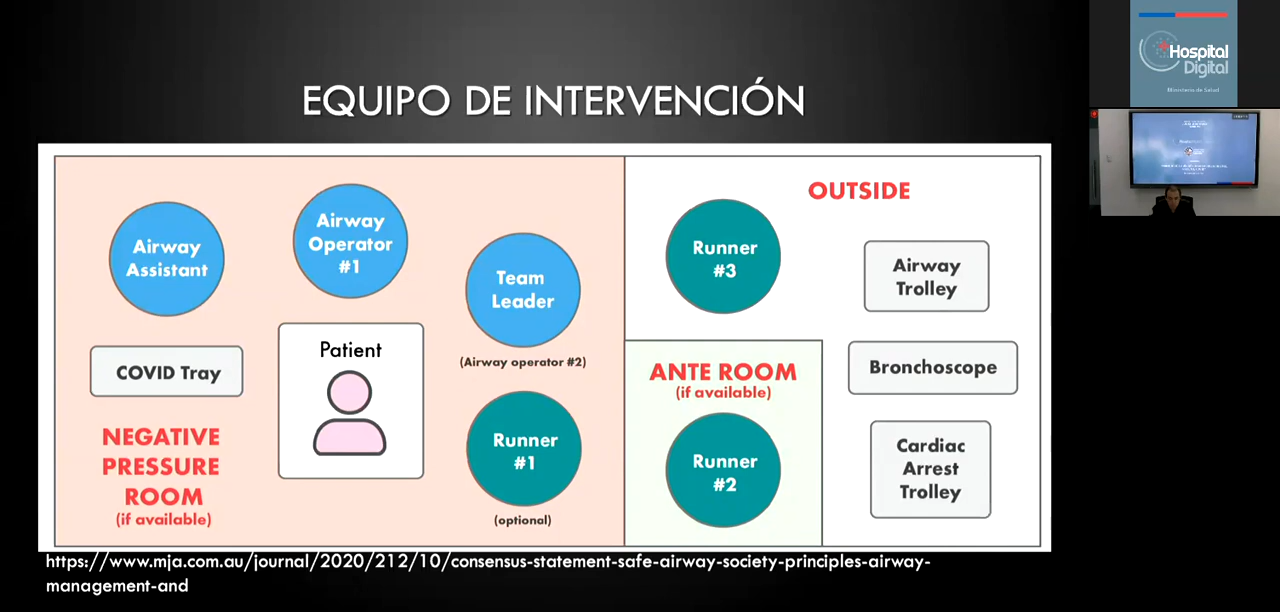 EQUIPO DE INTERVENCIÓN
Airway
Assistant
Airway
Operator
#1
Team
Leader
(Airway operator #2)
COVID Tray
Patient
Runner
#1
(optional)
NEGATIVE
PRESSURE
ROOM
(if available)
OUTSIDE
Runner
#3
Airway
Trolley
ANTE ROOM
(if available)
Runner
#2
Bronchoscope
Cardiac
Arrest
Trolley
https://www.mja.com.au/journal/2020/212/10/consensus-statement-safe-airway-society-principles-airway-
management-and
Hospital
Digital
Ministerio de Salud